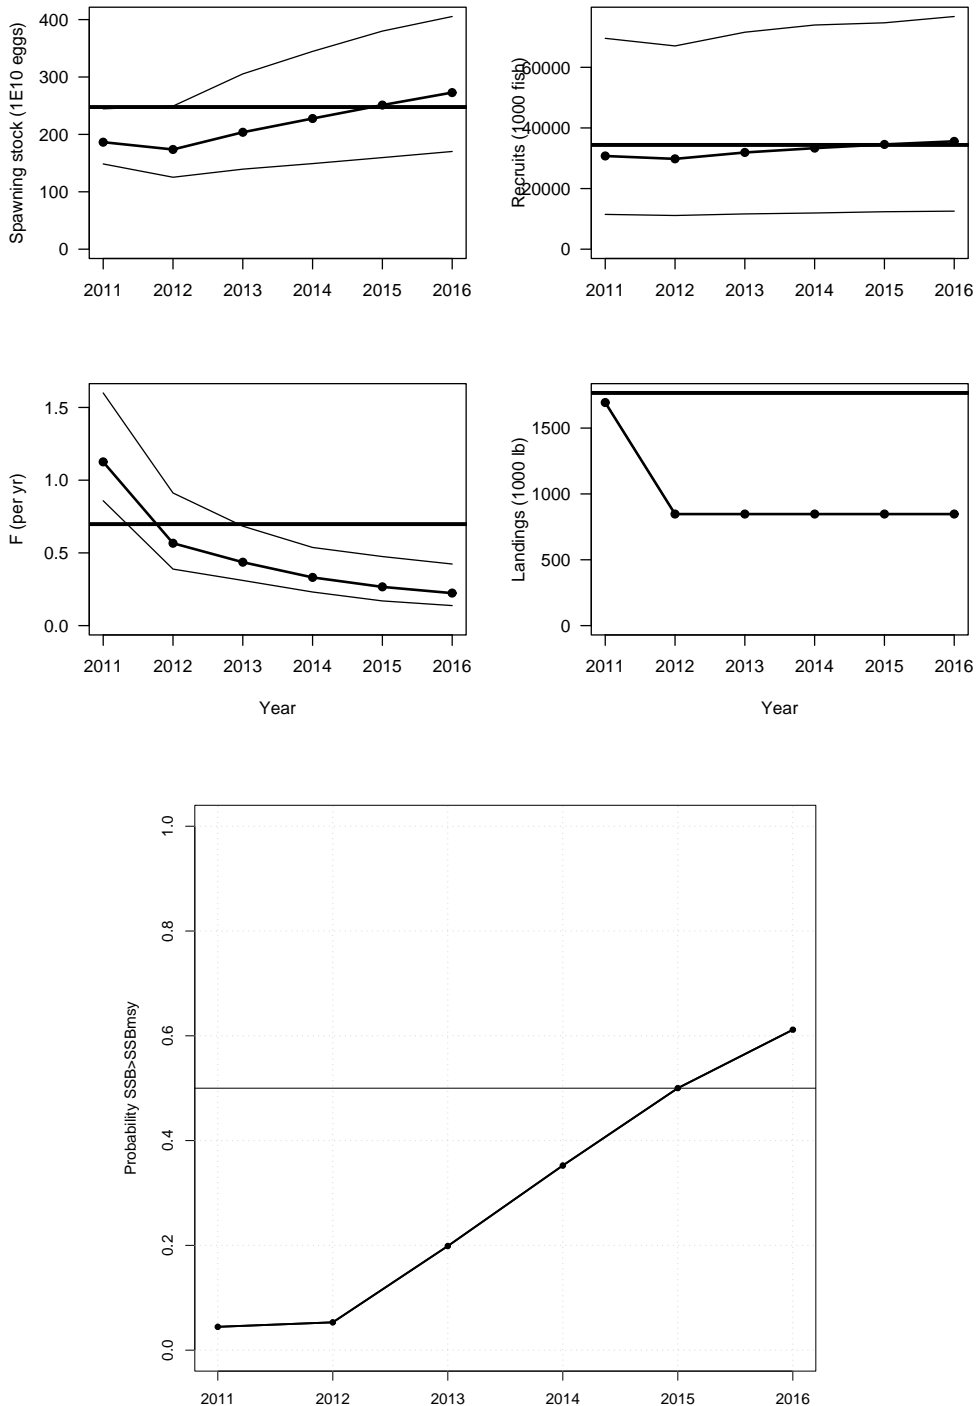 Spawning stock (1E10 eggs)
400
300
200
100
0
2011 2012 2013 2014 2015 2016
Recruits (1000 fish)
60000
40000
20000
0
2011 2012 2013 2014 2015 2016
F (per yr)
1.5
1.0
0.5
0.0
2011 2012 2013 2014 2015 2016
Year
Landings (1000 lb)
1500
1000
500
0
2011 2012 2013 2014 2015 2016
Year
Probability SSB>SSBmsy
1.0
0.8
0.6
0.4
0.2
0.0
2011 2012 2013 2014 2015 2016